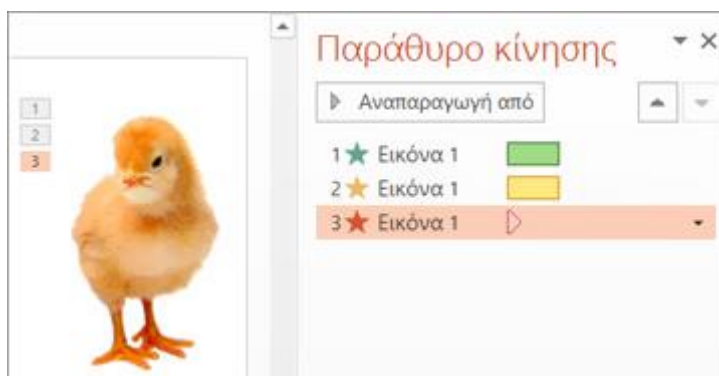 Παράθυρο κίνησης
Αναπαραγωγή από
1
2
3
1 Εικόνα 1
2 Εικόνα 1
3 Εικόνα 1